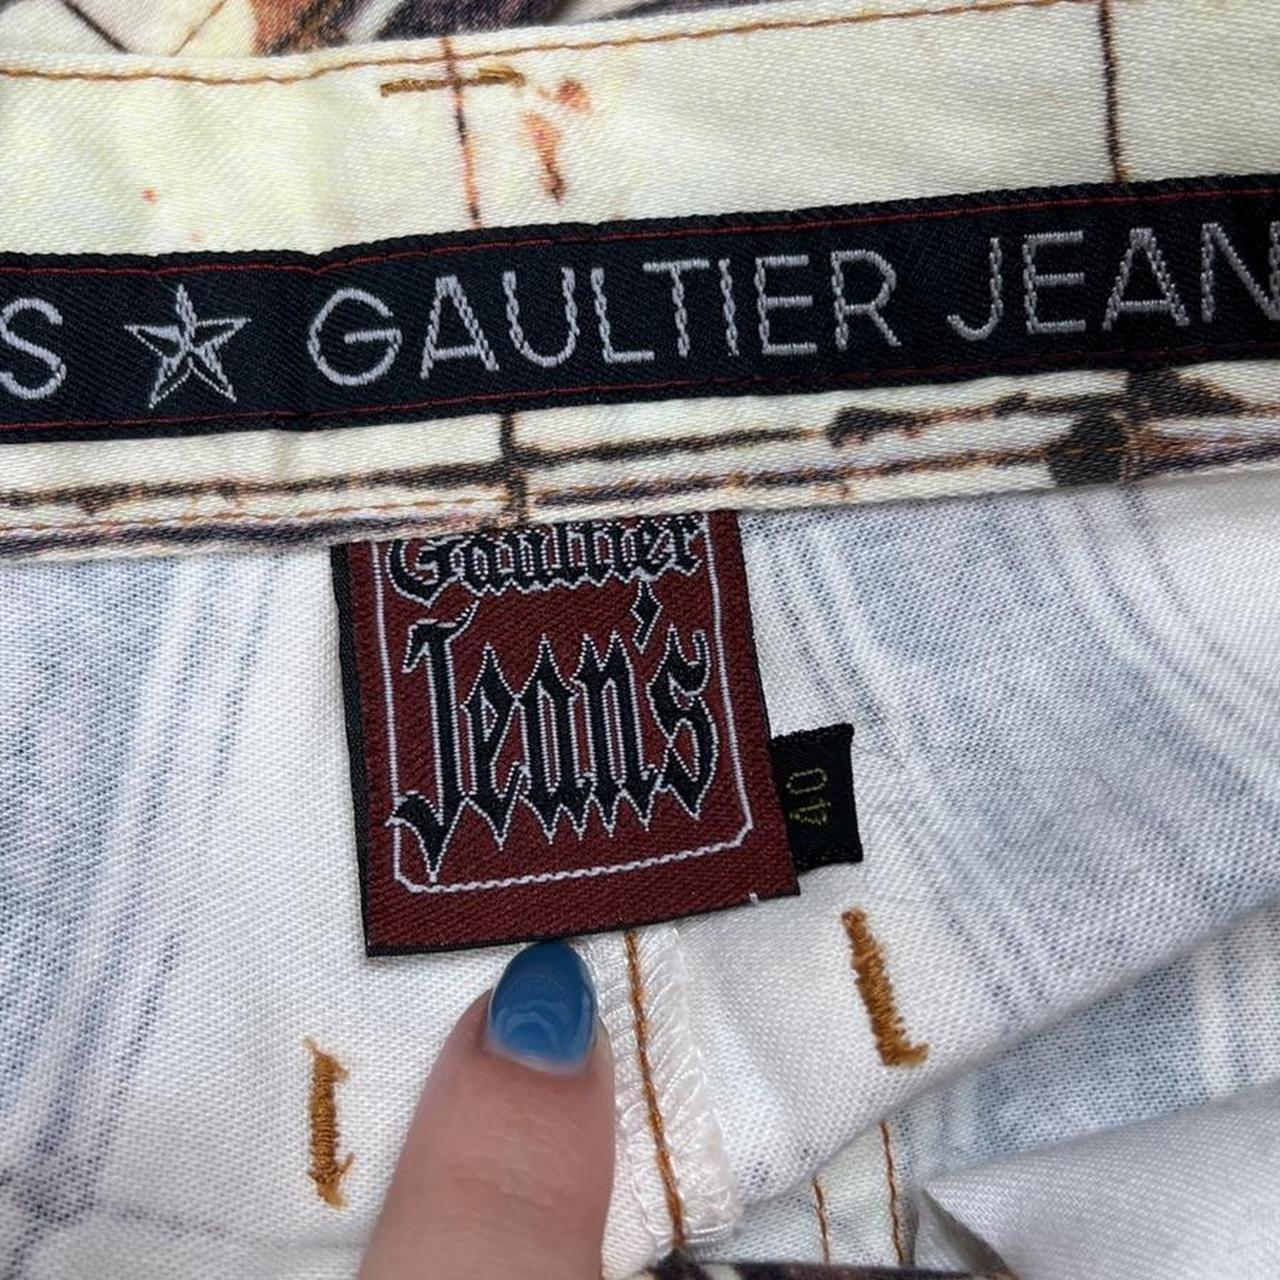 S ☆ GAULTIER JEAN
Gaultier
Jean's
40